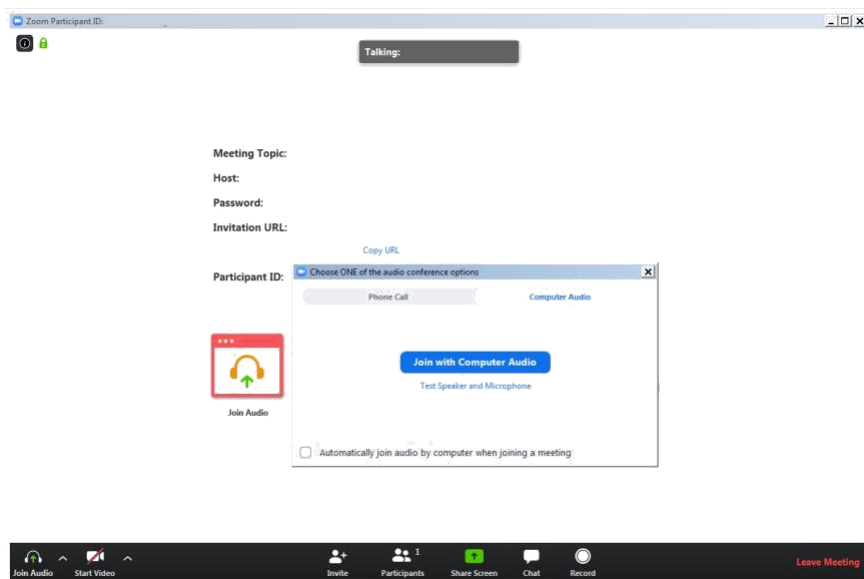 Zoom Participant ID:
Talking:
Meeting Topic:
Host:
Password:
Invitation URL:
Copy URL
Participant ID:
Choose ONE of the audio conference options
Phone Call
Computer Audio
Join with Computer Audio
Test Speaker and Microphone
Automatically join audio by computer when joining a meeting
Join Audio
Join Audio
Start Video
Invite
1
Participants
Share Screen
Chat
Record
Leave Meeting